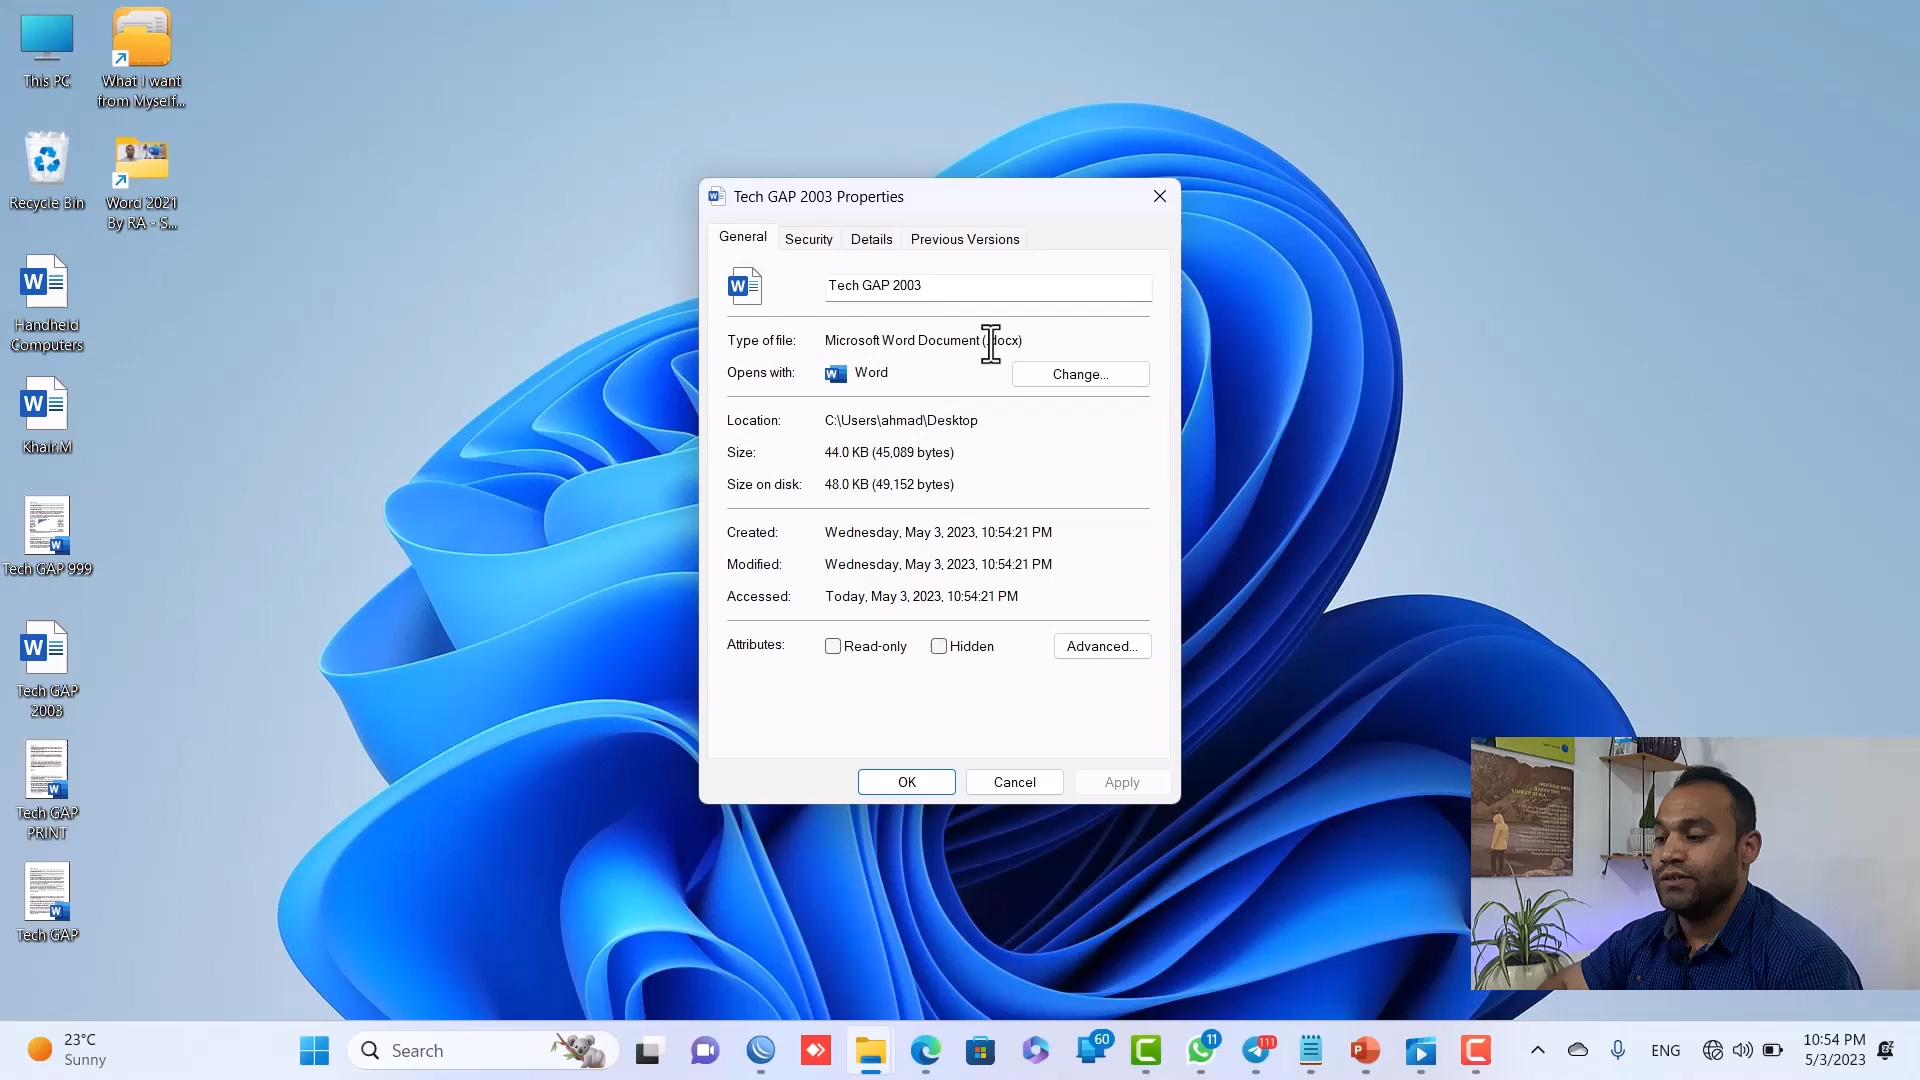 This PC
What I want
from Myself...
Recycle Bin
Word 2021
By RA - S...
Handheld
Computers
Khair.M
Tech GAP 999
Tech GAP
2003
Tech GAP
PRINT
Tech GAP
Tech GAP 2003 Properties
General
Security
Details
Previous Versions
Tech GAP 2003
Type of file:
Microsoft Word Document (.docx)
Opens with:
Word
Change...
Location:
C:\Users\ahmad\Desktop
Size:
44.0 KB (45,089 bytes)
Size on disk:
48.0 KB (49,152 bytes)
Created:
Wednesday, May 3, 2023, 10:54:21 PM
Modified:
Wednesday, May 3, 2023, 10:54:21 PM
Accessed:
Today, May 3, 2023, 10:54:21 PM
Attributes:
Read-only
Hidden
Advanced...
OK
Cancel
Apply
23°C
Sunny
Search
60
11
111
ENG
10:54 PM
5/3/2023